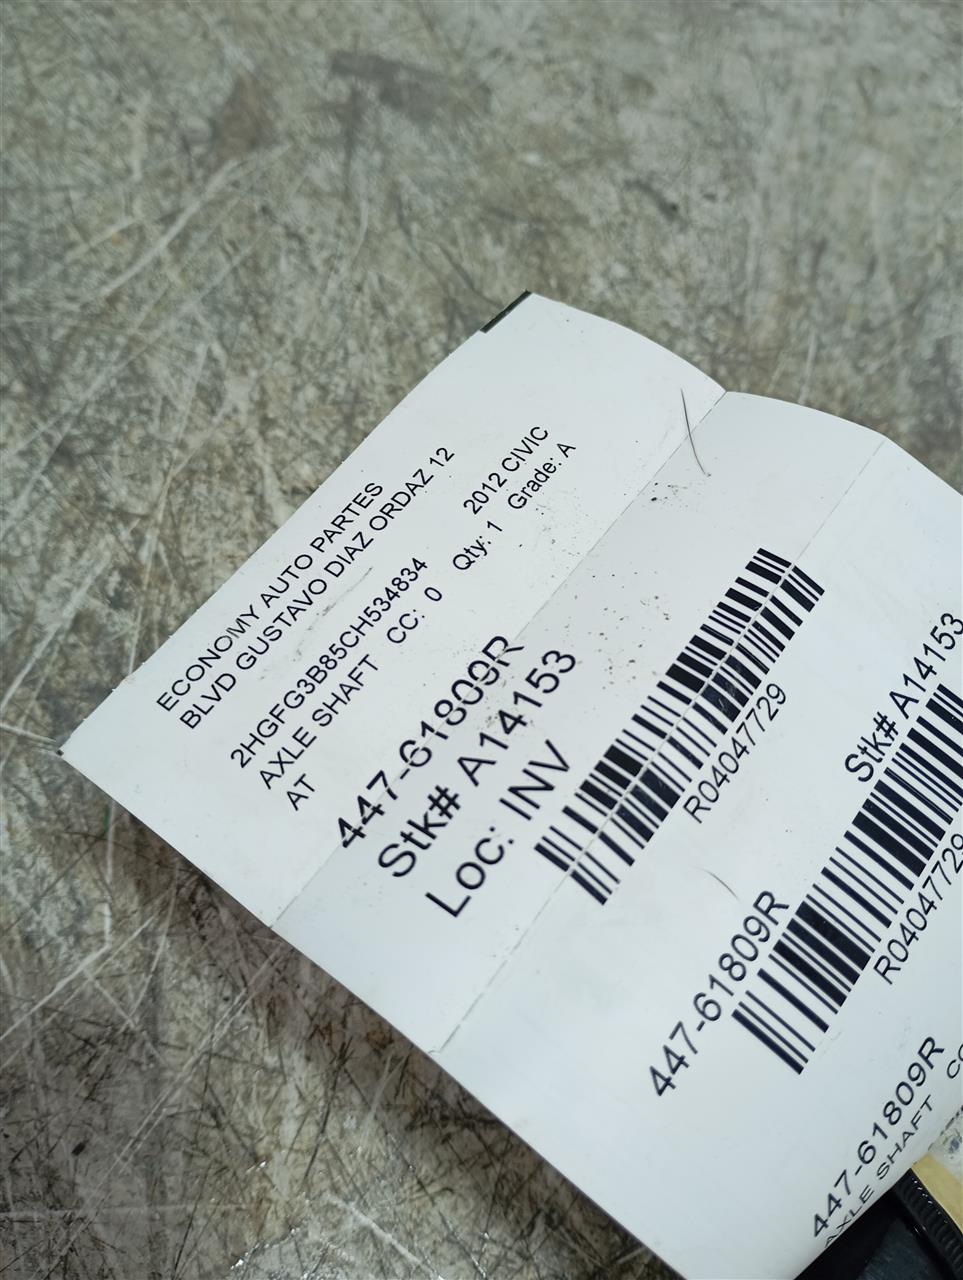 ECONOMY AUTO PARTES
BLVD GUSTAVO DIAZ ORDAZ 12
2HGFG3B85CH534834 2012 CIVIC
AXLE SHAFT CC: 0 Qty: 1 Grade: A
AT
447-61809R
Stk# A14153
Loc: INV
R04047729
447-61809R Stk# A14153
R04047729
447-61809R
AXLE SHAFT